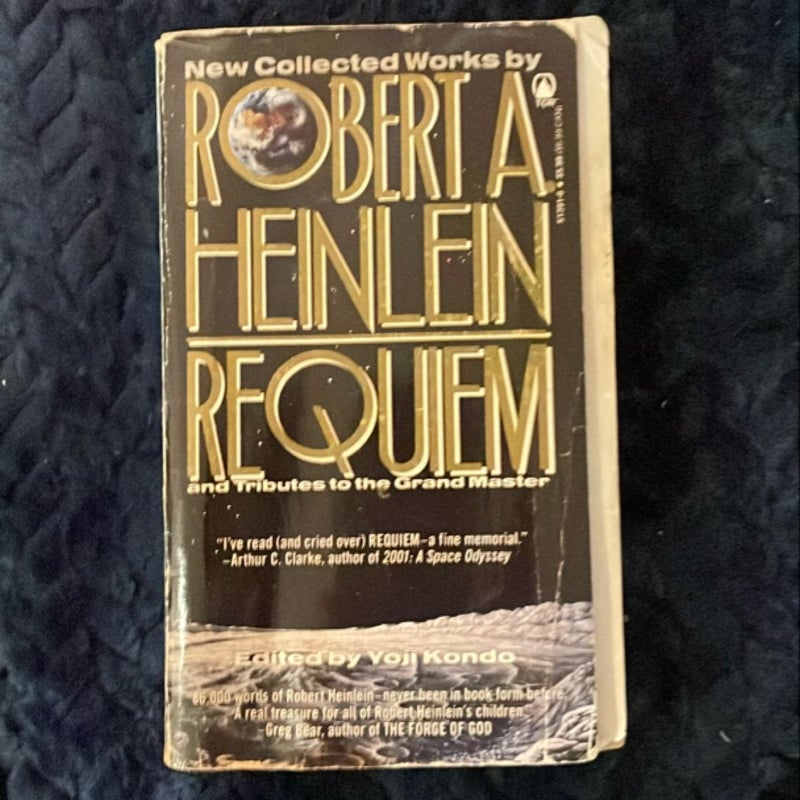 New Collected Works by
ROBERT A
TOR
HEINLEIN
REQUIEM
and Tributes to the Grand Master
"I've read (and cried over) REQUIEM—a fine memorial."
—Arthur C. Clarke, author of 2001: A Space Odyssey
Edited by Yoji Kondo
86,000 words of Robert Heinlein—never been in book form before.
A real treasure for all of Robert Heinlein's children."
—Greg Bear, author of THE FORGE OF GOD